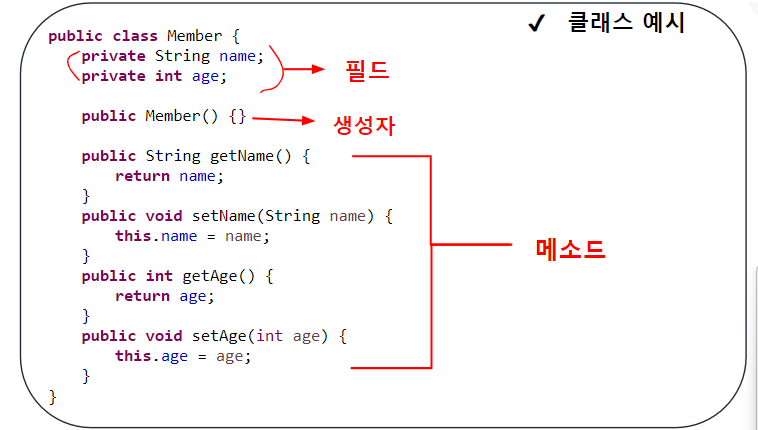 ✔ 클래스 예시
public class Member {
private String name;
private int age;
필드
public Member() {}
생성자
public String getName() {
return name;
}
public void setName(String name) {
this.name = name;
}
메소드
public int getAge() {
return age;
}
public void setAge(int age) {
this.age = age;
}
}